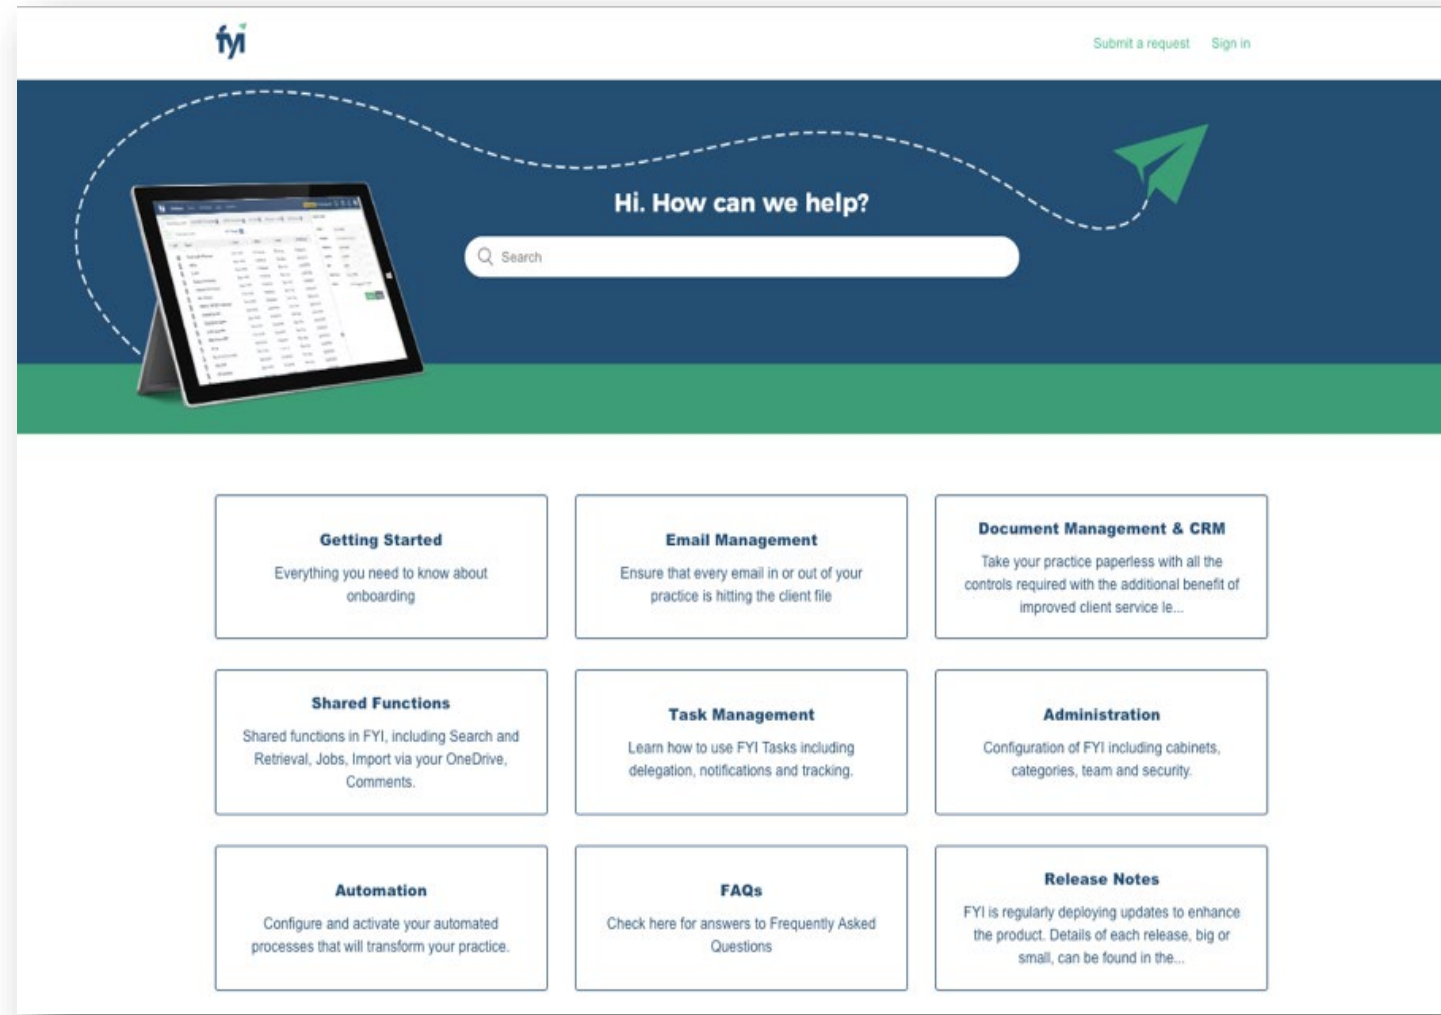 fyi
Submit a request Sign in
Hi. How can we help?
Search
Getting Started
Everything you need to know about
onboarding
Email Management
Ensure that every email in or out of your
practice is hitting the client file
Document Management & CRM
Take your practice paperless with all the
controls required with the additional benefit of
improved client service le...
Shared Functions
Shared functions in FYI, including Search and
Retrieval, Jobs, Import via your OneDrive,
Comments.
Task Management
Learn how to use FYI Tasks including
delegation, notifications and tracking.
Administration
Configuration of FYI including cabinets,
categories, team and security.
Automation
Configure and activate your automated
processes that will transform your practice.
FAQs
Check here for answers to Frequently Asked
Questions
Release Notes
FYI is regularly deploying updates to enhance
the product. Details of each release, big or
small, can be found in the...